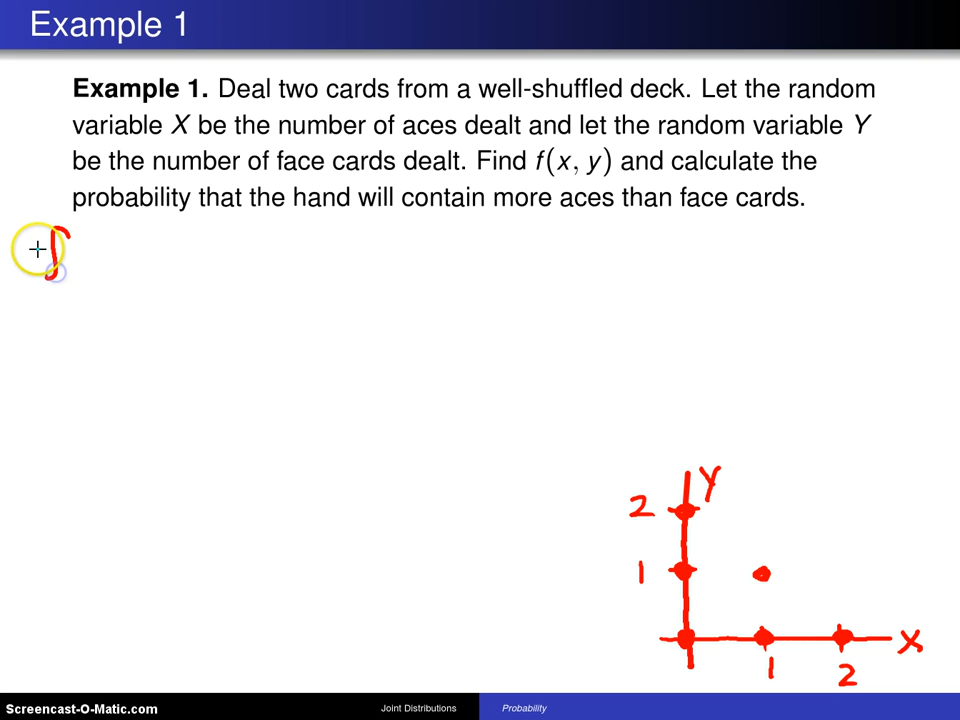 Example 1
Example 1. Deal two cards from a well-shuffled deck. Let the random
variable X be the number of aces dealt and let the random variable Y
be the number of face cards dealt. Find f(x, y) and calculate the
probability that the hand will contain more aces than face cards.
Y
2
1
X
1 2
Screencast-O-Matic.com Joint Distributions Probability